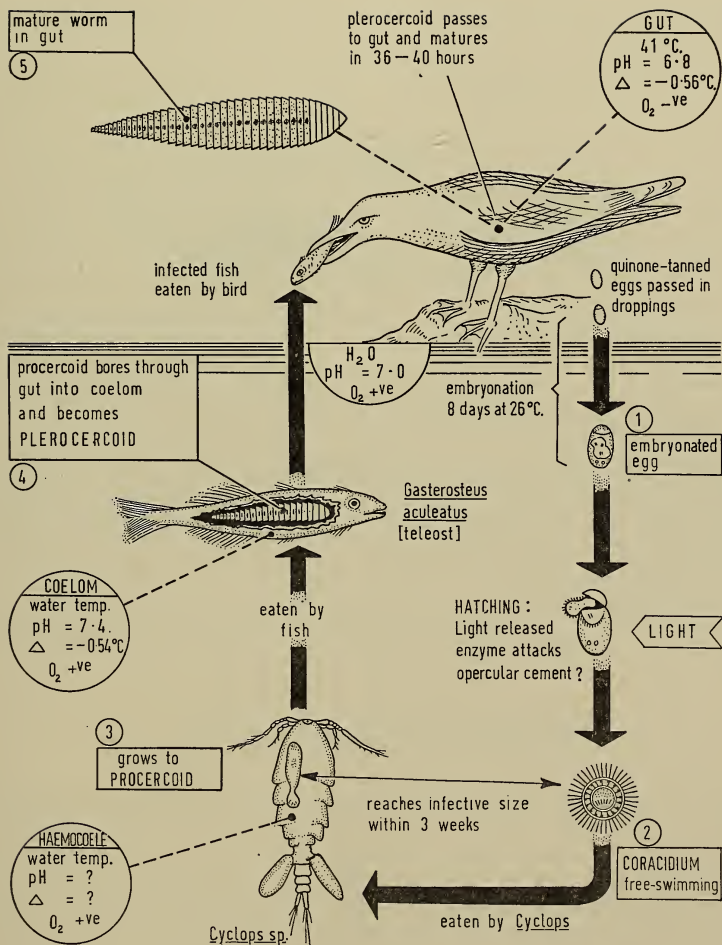 mature worm
in gut
5
plerocercoid passes
to gut and matures
in 36–40 hours
GUT
41 °C.
pH = 6·8
Δ = –0·56°C.
O₂ –ve
infected fish
eaten by bird
quinone-tanned
eggs passed in
droppings
H₂O
pH = 7·0
O₂ +ve
embryonation
8 days at 26°C.
procercoid bores through
gut into coelom
and becomes
PLEROCERCOID
4
1
embryonated
egg
Gasterosteus
aculeatus
[teleost]
COELOM
water temp.
pH = 7·4.
Δ = –0·54°C
O₂ +ve
eaten by
fish
HATCHING :
Light released
enzyme attacks
opercular cement ?
LIGHT
3
grows to
PROCERCOID
reaches infective size
within 3 weeks
2
CORACIDIUM
free-swimming
HAEMOCOELE
water temp.
pH = ?
Δ = ?
O₂ +ve
Cyclops sp.
eaten by Cyclops